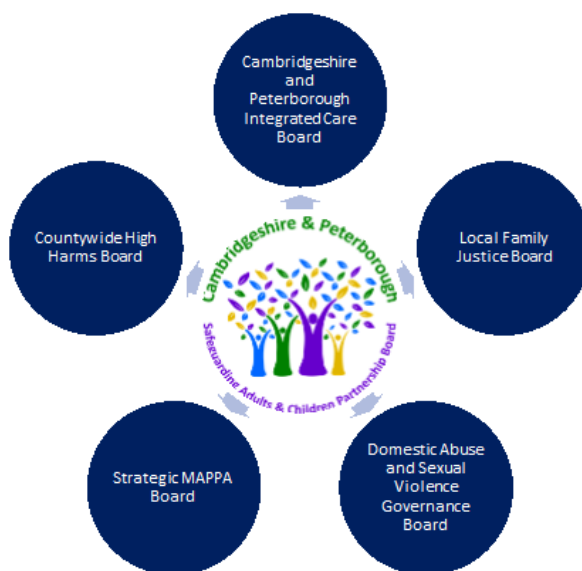 Cambridgeshire
and
Peterborough
Integrated Care
Board
Countywide High
Harms Board
Local Family
Justice Board
Cambridgeshire & Peterborough
Safeguarding Adults & Children Partnership Board
Strategic MAPPA
Board
Domestic Abuse
and Sexual
Violence
Governance
Board